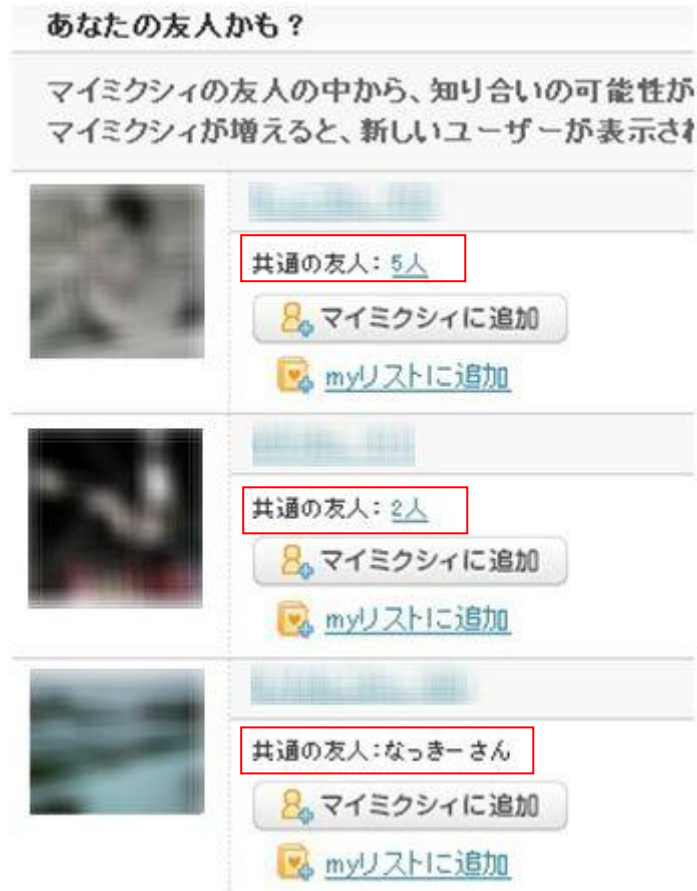 あなたの友人かも？
マイミクシィの友人の中から、知り合いの可能性が
マイミクシィが増えると、新しいユーザーが表示さ
共通の友人： 5人
マイミクシィに追加
myリストに追加
共通の友人： 2人
マイミクシィに追加
myリストに追加
共通の友人：なっきーさん
マイミクシィに追加
myリストに追加